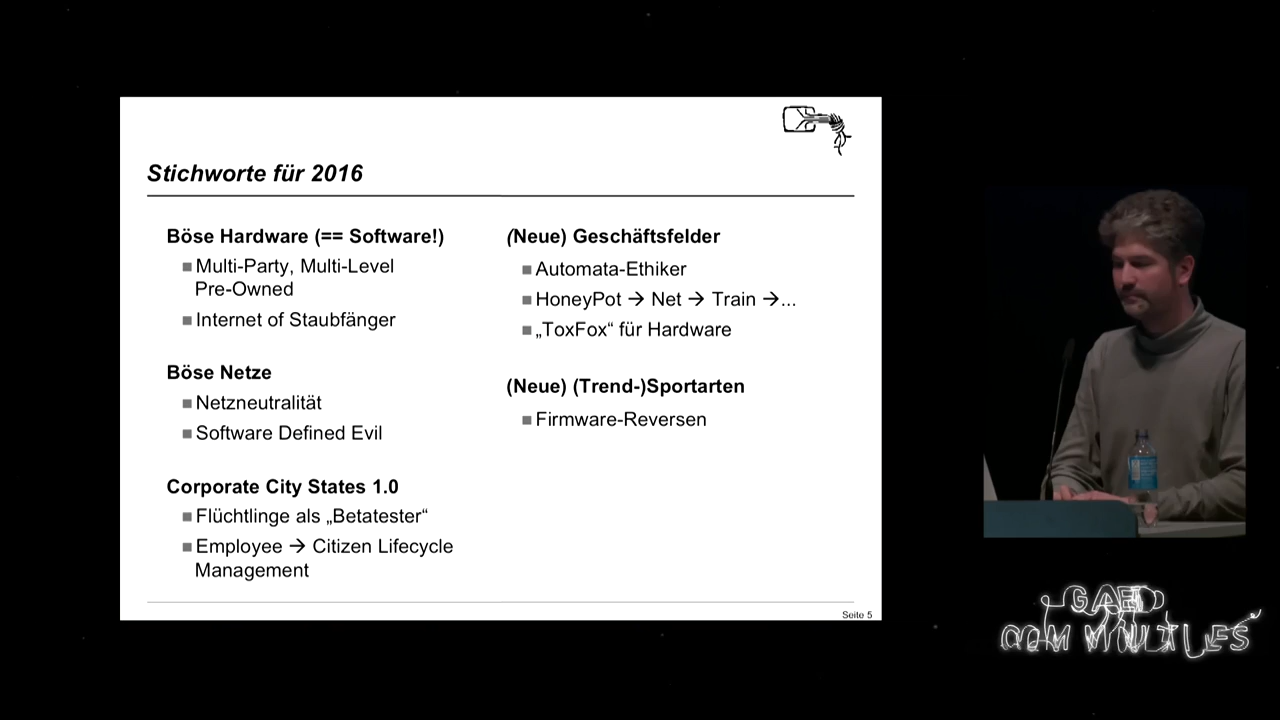 Stichworte für 2016
Böse Hardware (== Software!)
Multi-Party, Multi-Level
Pre-Owned
Internet of Staubfänger
Böse Netze
Netzneutralität
Software Defined Evil
Corporate City States 1.0
Flüchtlinge als „Betatester“
Employee → Citizen Lifecycle
Management
(Neue) Geschäftsfelder
Automata-Ethiker
HoneyPot → Net → Train →...
„ToxFox“ für Hardware
(Neue) (Trend-)Sportarten
Firmware-Reversen
Seite 5
GATED
COMMUNITIES